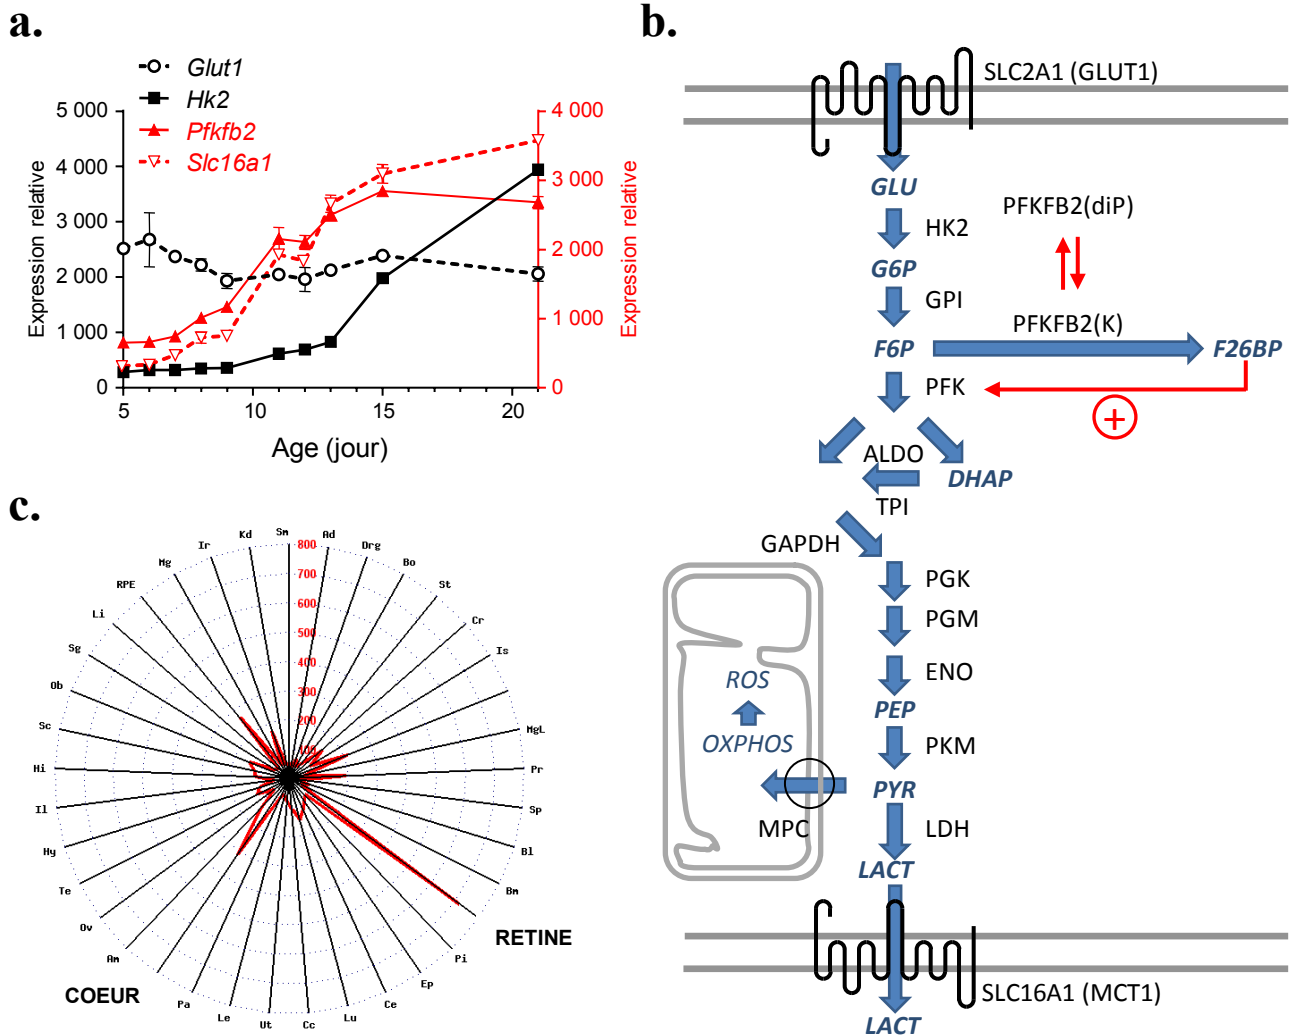 a.
Glut1
Hk2
Pfkfb2
Slc16a1
5 000
4 000
3 000
2 000
1 000
0
Expression relative
4 000
3 000
2 000
1 000
0
Expression relative
5
10
15
20
Age (jour)
b.
SLC2A1 (GLUT1)
GLU
HK2
PFKFB2(diP)
G6P
GPI
PFKFB2(K)
F6P
F26BP
PFK
+
ALDO
DHAP
TPI
GAPDH
PGK
PGM
ENO
ROS
PEP
OXPHOS
PKM
PYR
MPC
LDH
LACT
SLC16A1 (MCT1)
LACT
c.
800
700
600
500
400
300
200
100
Sm
Ad
Drg
Bo
St
Cr
Is
MgL
Pr
Sp
Bl
Bm
RETINE
Pi
Ep
Ce
Lu
Cc
Ut
Le
Pa
COEUR
Am
Ov
Te
Hy
Il
Hi
Sc
Ob
Sg
Li
RPE
Mg
Ir
Kd